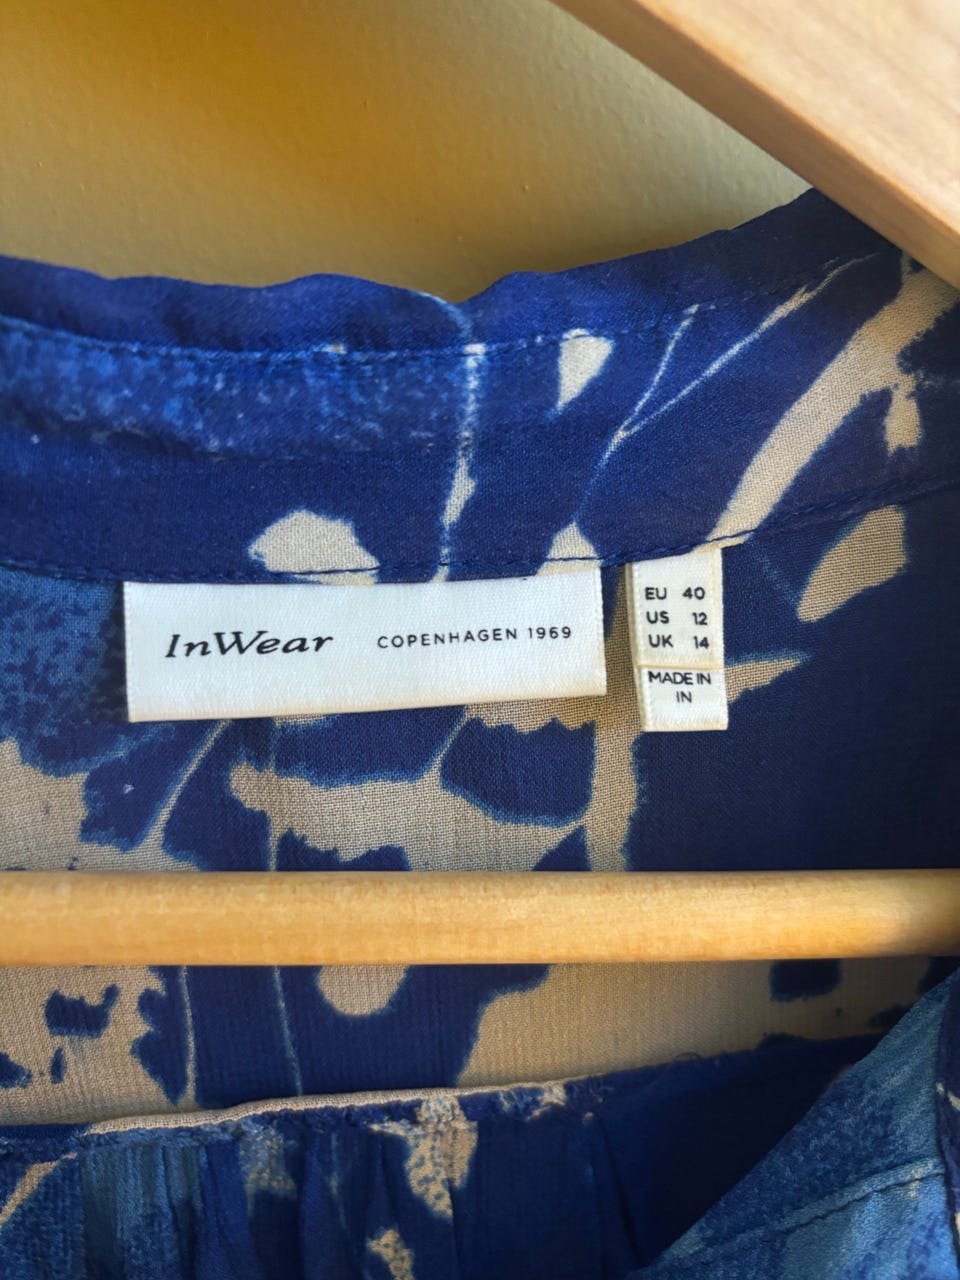 InWear COPENHAGEN 1969
EU 40
US 12
UK 14
MADE IN
IN